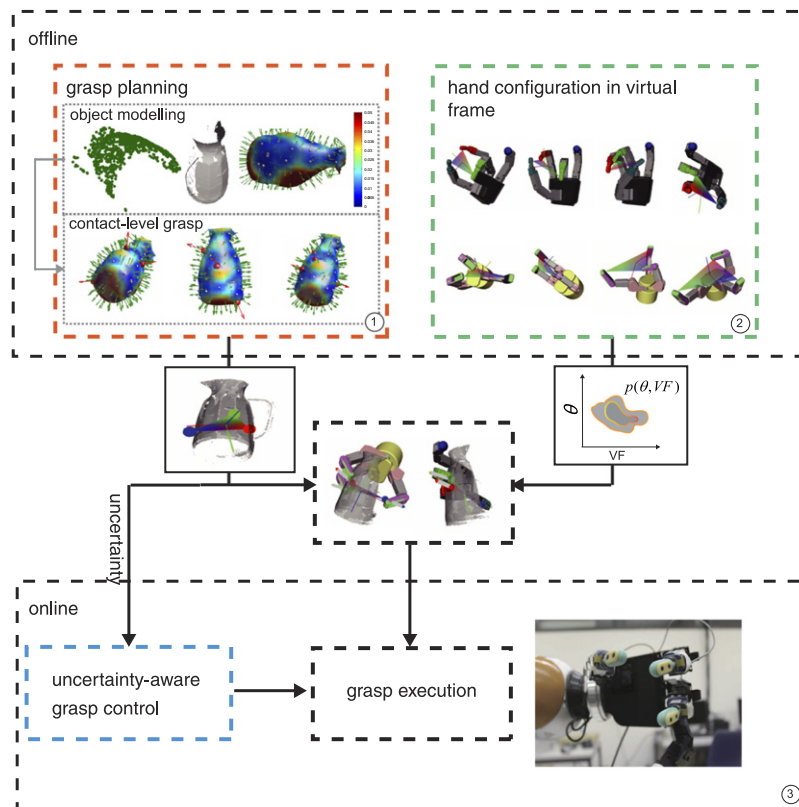 offline
grasp planning
object modelling
contact-level grasp
1
hand configuration in virtual
frame
2
p(θ,VF)
θ
VF
uncertainty
online
uncertainty-aware
grasp control
grasp execution
3